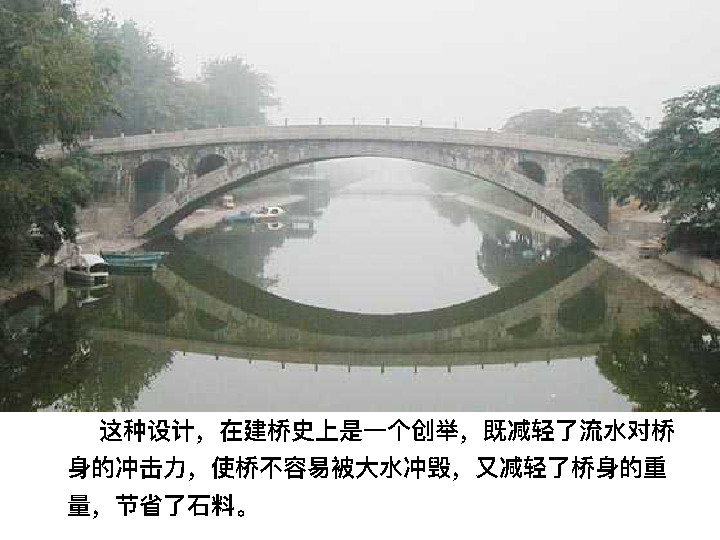 这种设计，在建桥史上是一个创举，既减轻了流水对桥
身的冲击力，使桥不容易被大水冲毁，又减轻了桥身的重
量，节省了石料。